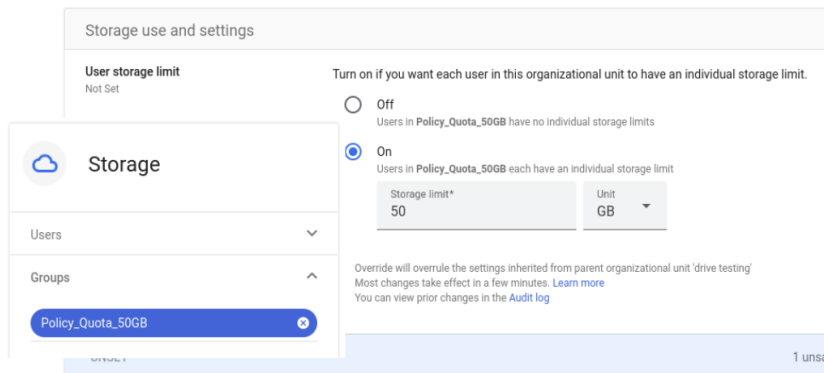 Storage use and settings
User storage limit
Not Set
Turn on if you want each user in this organizational unit to have an individual storage limit.
Off
Users in Policy_Quota_50GB have no individual storage limits
On
Users in Policy_Quota_50GB each have an individual storage limit
Storage limit*
50
Unit
GB
Override will overrule the settings inherited from parent organizational unit 'drive testing'
Most changes take effect in a few minutes. Learn more
You can view prior changes in the Audit log
Storage
Users
Groups
Policy_Quota_50GB
1